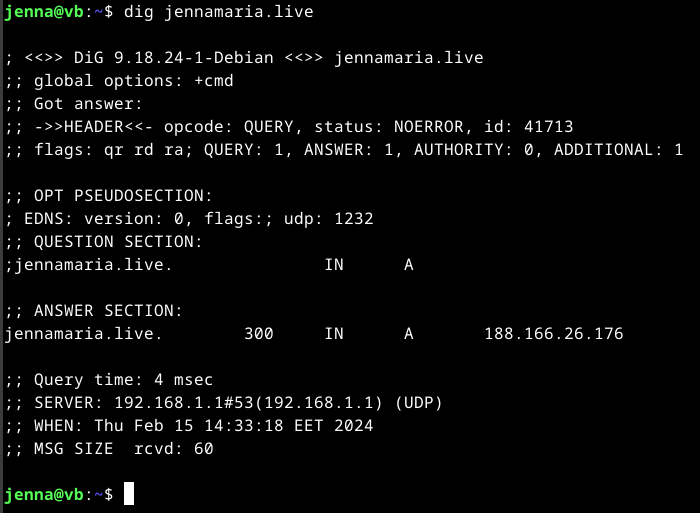 jenna@vb:~$ dig jennamaria.live
; <<>> DiG 9.18.24-1-Debian <<>> jennamaria.live
;; global options: +cmd
;; Got answer:
;; ->>HEADER<<- opcode: QUERY, status: NOERROR, id: 41713
;; flags: qr rd ra; QUERY: 1, ANSWER: 1, AUTHORITY: 0, ADDITIONAL: 1
;; OPT PSEUDOSECTION:
; EDNS: version: 0, flags:; udp: 1232
;; QUESTION SECTION:
;jennamaria.live. IN A
;; ANSWER SECTION:
jennamaria.live. 300 IN A 188.166.26.176
;; Query time: 4 msec
;; SERVER: 192.168.1.1#53(192.168.1.1) (UDP)
;; WHEN: Thu Feb 15 14:33:18 EET 2024
;; MSG SIZE  rcvd: 60
jenna@vb:~$